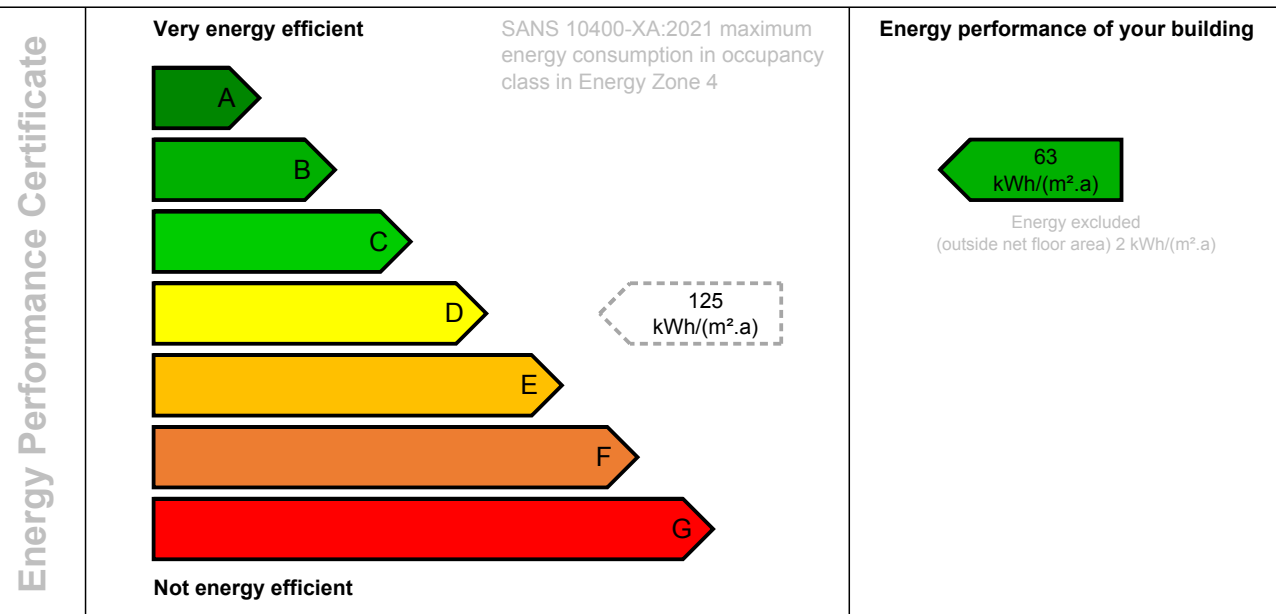 Energy Performance Certificate
Very energy efficient
SANS 10400-XA:2021 maximum
energy consumption in occupancy
class in Energy Zone 4
A
B
C
D
125
kWh/(m².a)
E
F
G
Not energy efficient
Energy performance of your building
63
kWh/(m².a)
Energy excluded
(outside net floor area) 2 kWh/(m².a)